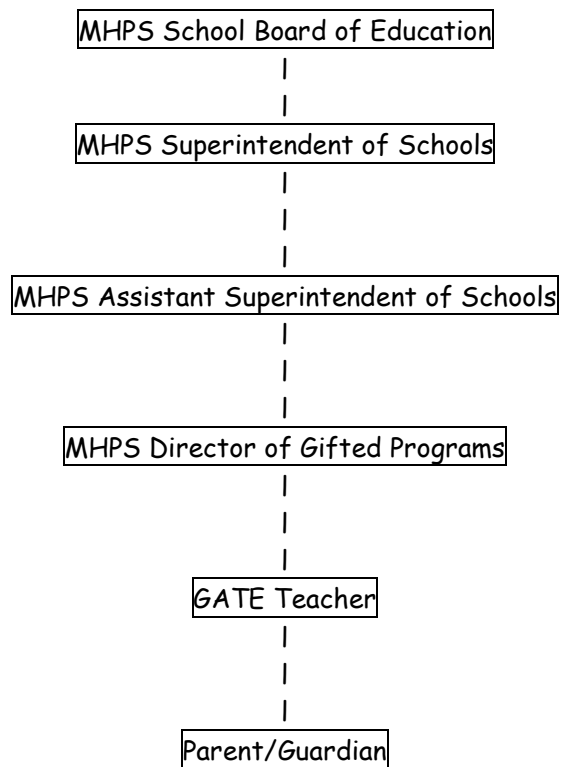 MHPS School Board of Education
MHPS Superintendent of Schools
MHPS Assistant Superintendent of Schools
MHPS Director of Gifted Programs
GATE Teacher
Parent/Guardian